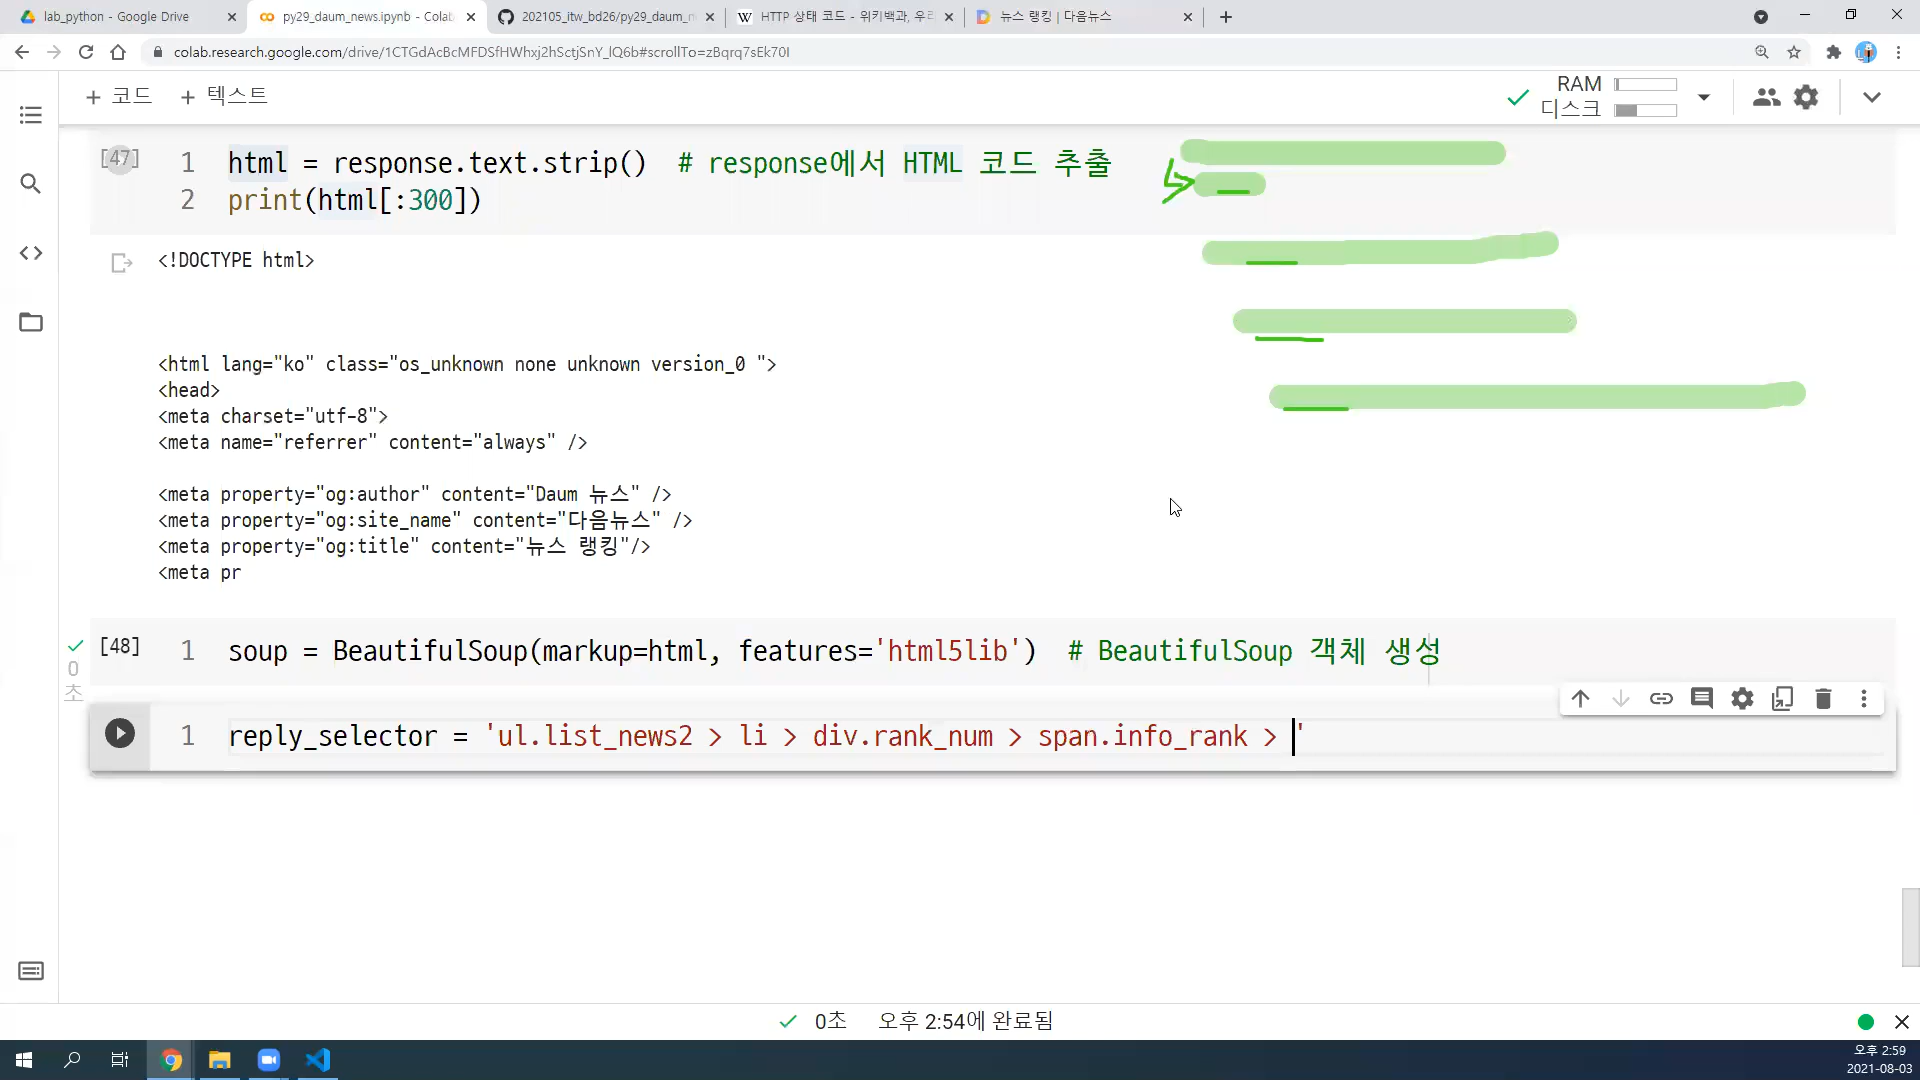 lab_python - Google Drive
py29_daum_news.ipynb - Colab
202105_itw_bd26/py29_daum_n
HTTP 상태 코드 - 위키백과, 우리
뉴스 랭킹 | 다음뉴스
colab.research.google.com/drive/1CTGdAcBcMFDSfHWhxj2hSctjSnY_lQ6b#scrollTo=zBqrq7sEk70I
+ 코드 + 텍스트
RAM
디스크
[47] 1 html = response.text.strip()  # response에서 HTML 코드 추출
2 print(html[:300])
<!DOCTYPE html>
<html lang="ko" class="os_unknown none unknown version_0 ">
<head>
<meta charset="utf-8">
<meta name="referrer" content="always" />
<meta property="og:author" content="Daum 뉴스" />
<meta property="og:site_name" content="다음뉴스" />
<meta property="og:title" content="뉴스 랭킹"/>
<meta pr
[48] 1 soup = BeautifulSoup(markup=html, features='html5lib')  # BeautifulSoup 객체 생성
0
초
1 reply_selector = 'ul.list_news2 > li > div.rank_num > span.info_rank > '
0초 오후 2:54에 완료됨
오후 2:59
2021-08-03